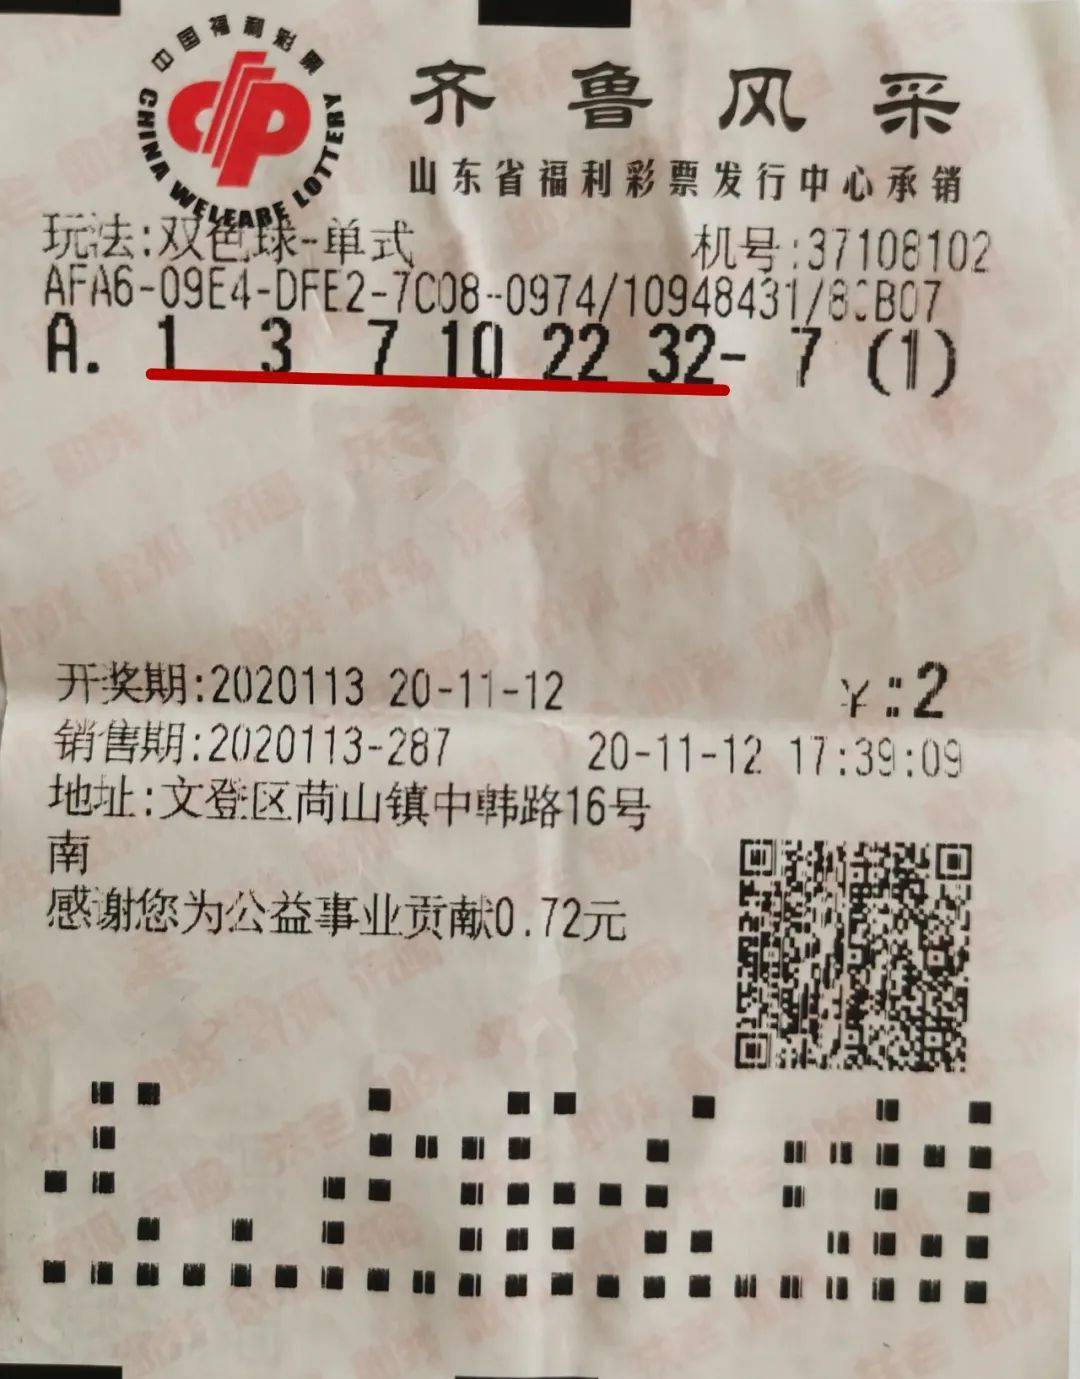 中国福利彩票
CHINA WELFARE LOTTERY
齐鲁风采
山东省福利彩票发行中心承销
玩法:双色球-单式 机号:37108102
AFA6-09E4-DFE2-7C08-0974/10948431/80B07
A. 1 3 7 10 22 32- 7 (1)
开奖期:2020113 20-11-12 ¥:2
销售期:2020113-287 20-11-12 17:39:09
地址:文登区苘山镇中韩路16号
南
感谢您为公益事业贡献0.72元